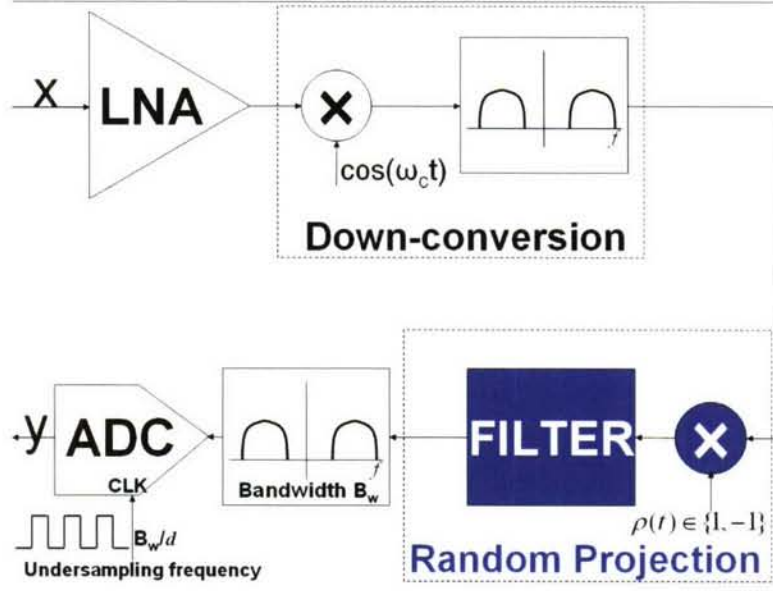 X
LNA
×
f
cos(ω_c t)
Down-conversion
y
ADC
CLK
f
Bandwidth B_w
FILTER
×
B_w/d
Undersampling frequency
ρ(t) ∈ {1, -1}
Random Projection